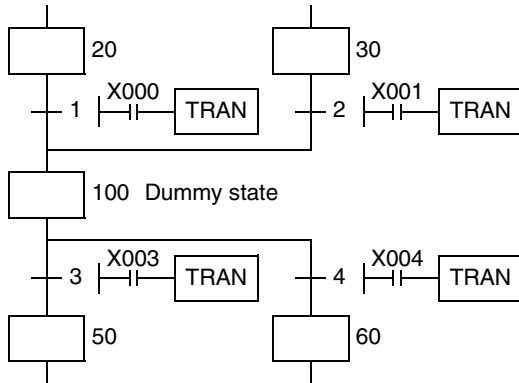 20 30
X000 X001
1 TRAN 2 TRAN
100 Dummy state
X003 X004
3 TRAN 4 TRAN
50 60